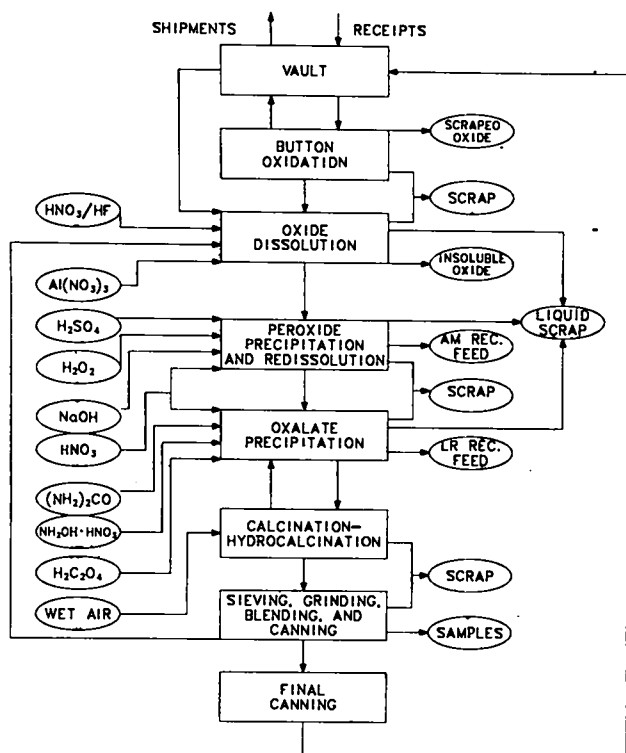 SHIPMENTS
RECEIPTS
VAULT
BUTTON
OXIDATION
SCRAPEO
OXIDE
SCRAP
HNO₃/HF
OXIDE
DISSOLUTION
INSOLUBLE
OXIDE
Al(NO₃)₃
H₂SO₄
PEROXIDE
PRECIPITATION
AND REDISSOLUTION
LIQUID
SCRAP
AM REC.
FEED
H₂O₂
SCRAP
NaOH
HNO₃
OXALATE
PRECIPITATION
LR REC.
FEED
(NH₂)₂CO
NH₂OH·HNO₃
CALCINATION–
HYDROCALCINATION
H₂C₂O₄
SCRAP
WET AIR
SIEVING, GRINDING,
BLENDING, AND
CANNING
SAMPLES
FINAL
CANNING